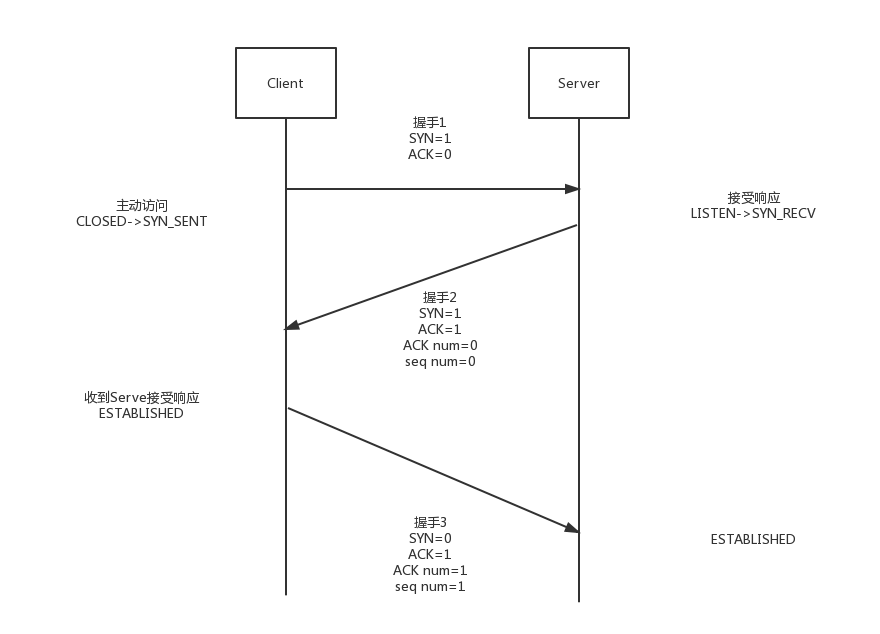 Client
Server
握手1
SYN=1
ACK=0
主动访问
CLOSED->SYN_SENT
接受响应
LISTEN->SYN_RECV
握手2
SYN=1
ACK=1
ACK num=0
seq num=0
收到Serve接受响应
ESTABLISHED
握手3
SYN=0
ACK=1
ACK num=1
seq num=1
ESTABLISHED